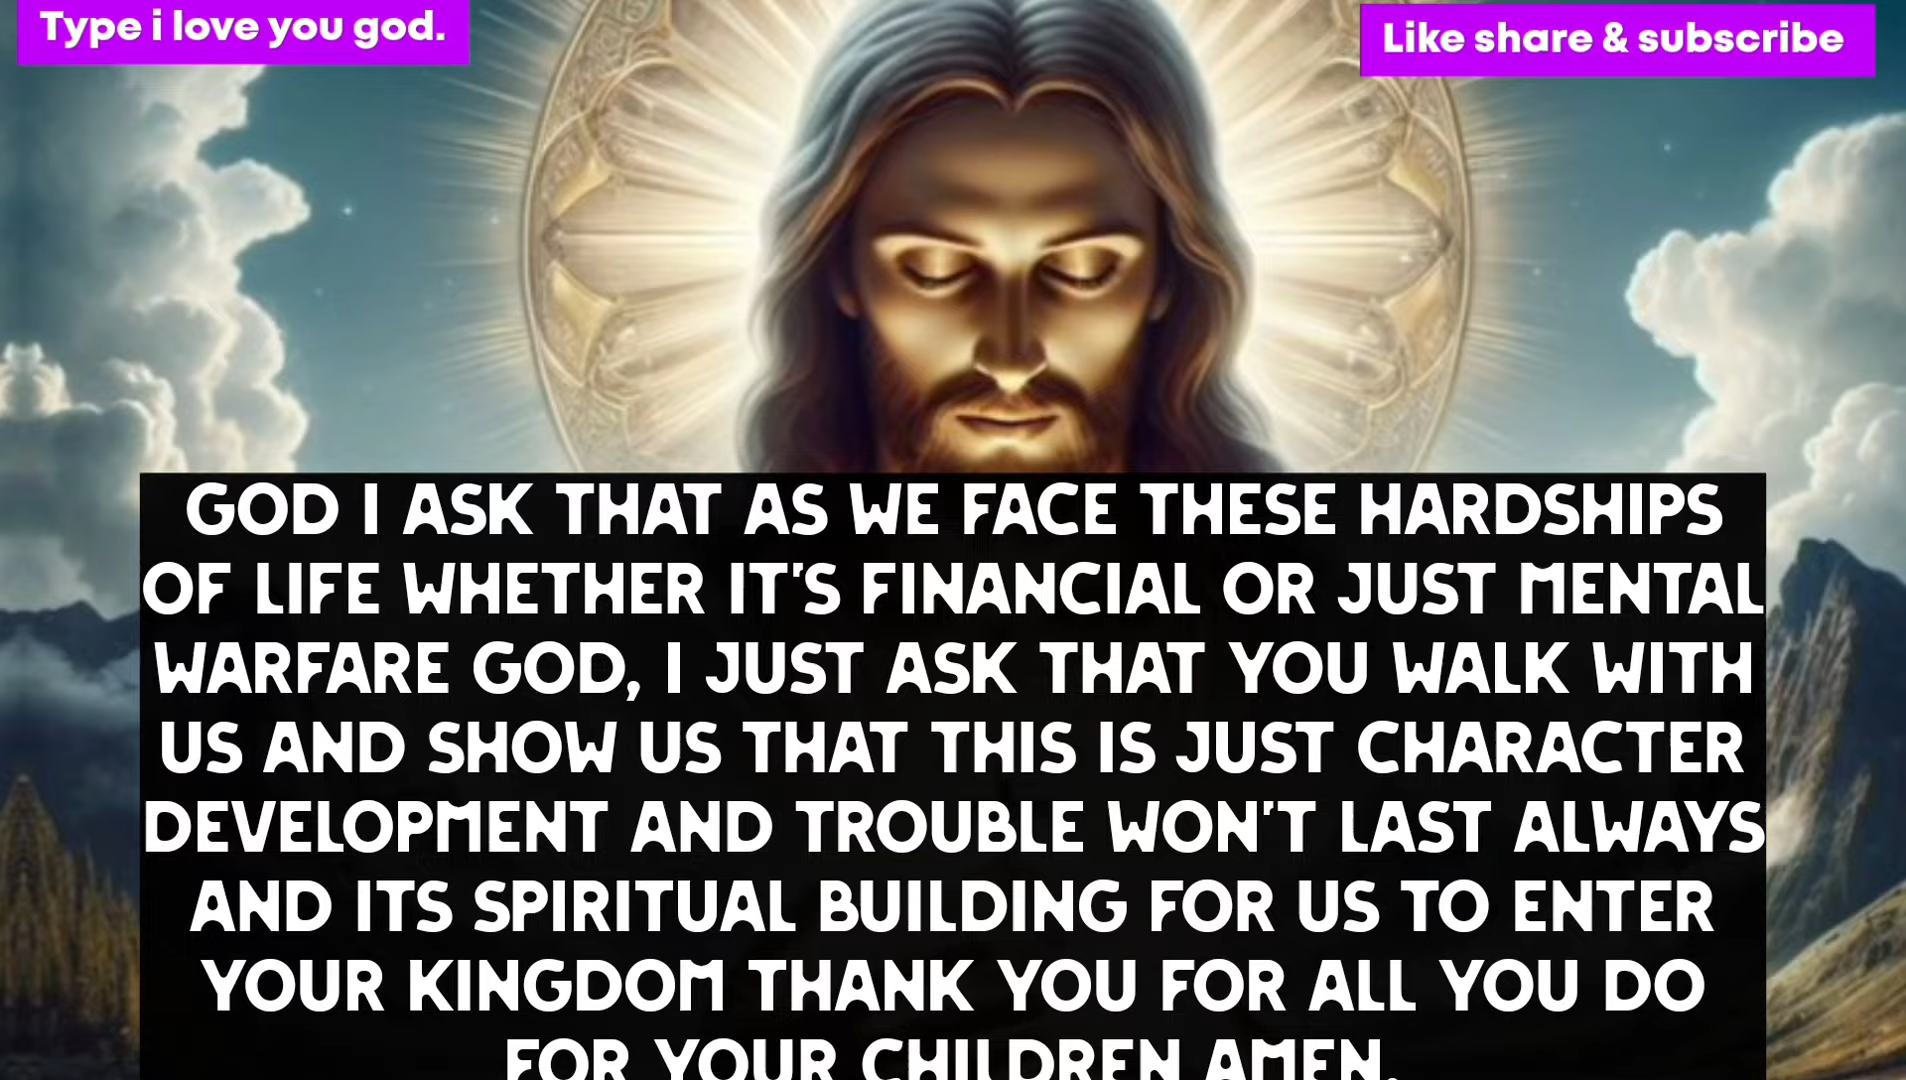 Type i love you god.
Like share & subscribe
GOD I ASK THAT AS WE FACE THESE HARDSHIPS
OF LIFE WHETHER IT'S FINANCIAL OR JUST MENTAL
WARFARE GOD, I JUST ASK THAT YOU WALK WITH
US AND SHOW US THAT THIS IS JUST CHARACTER
DEVELOPMENT AND TROUBLE WON'T LAST ALWAYS
AND ITS SPIRITUAL BUILDING FOR US TO ENTER
YOUR KINGDOM THANK YOU FOR ALL YOU DO
FOR YOUR CHILDREN AMEN.